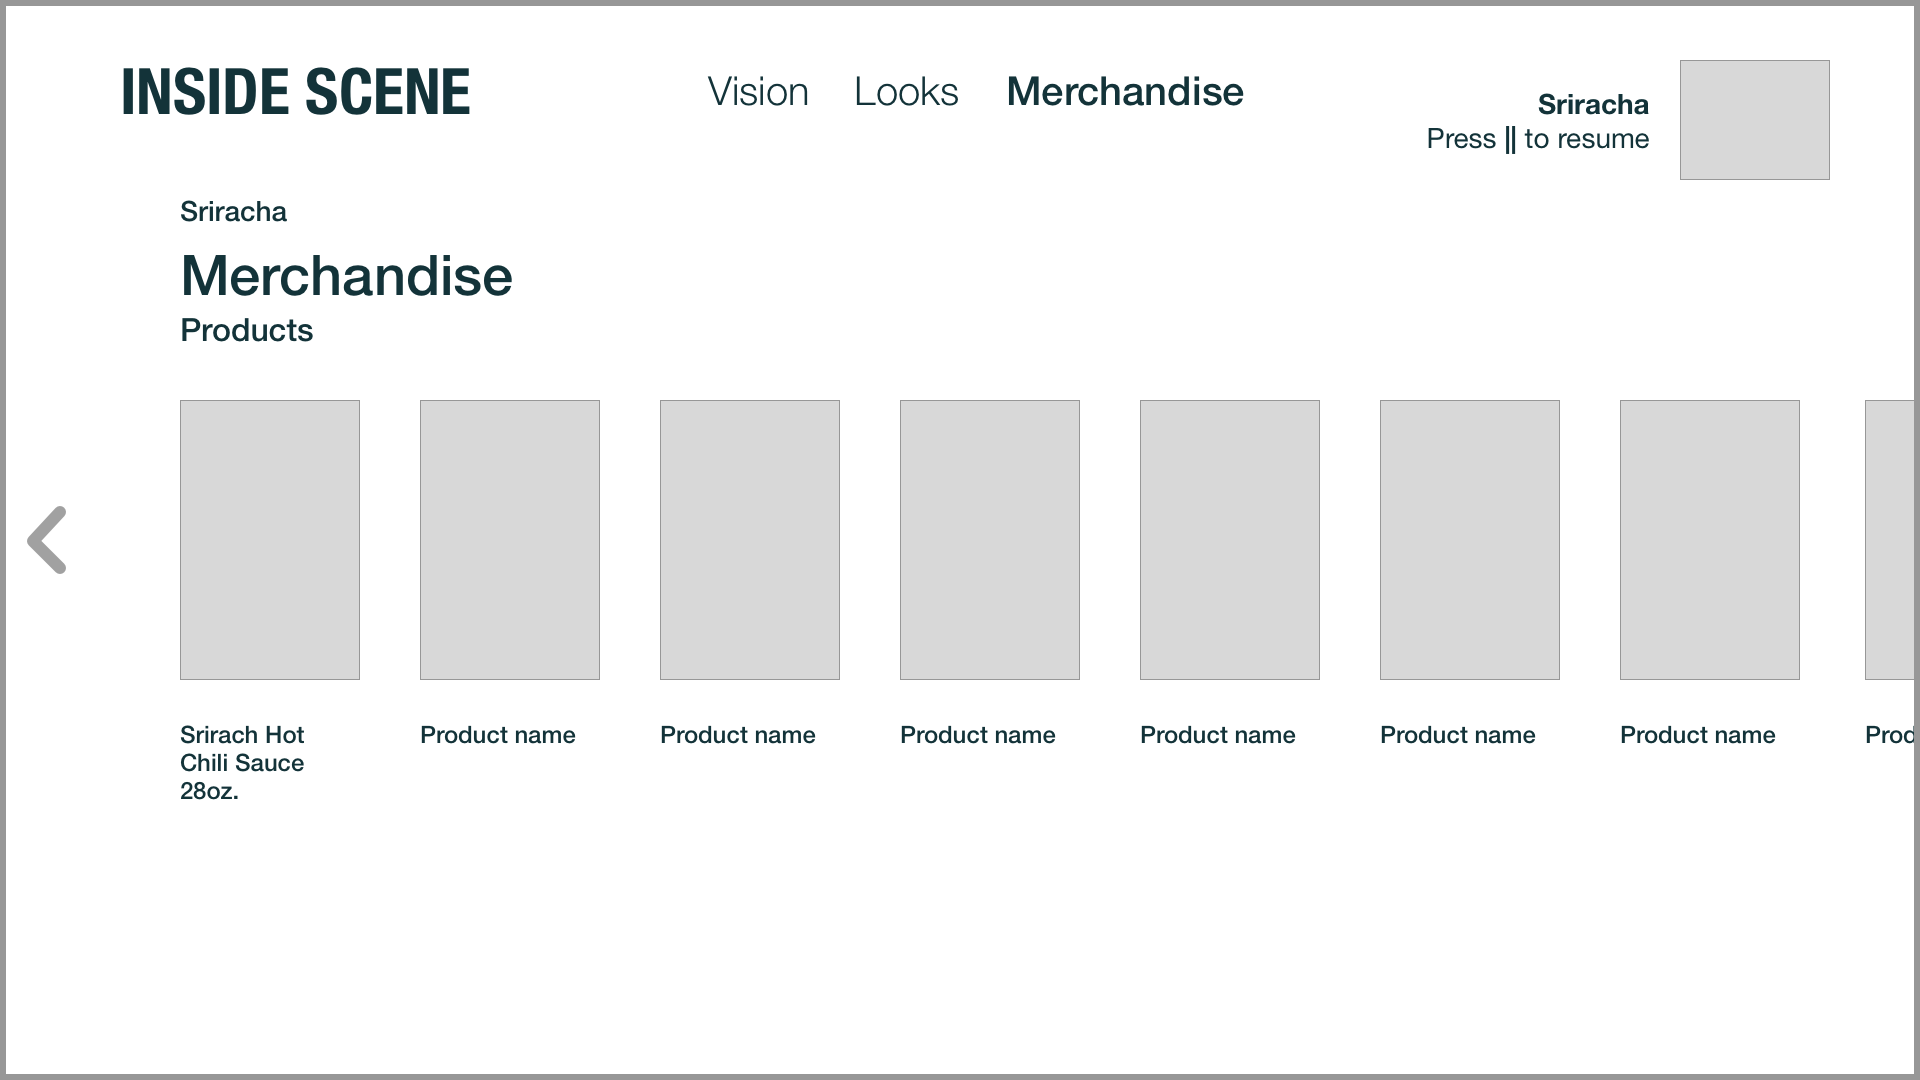 INSIDE SCENE
Vision Looks Merchandise
Sriracha
Press || to resume
Sriracha
Merchandise
Products
Srirach Hot
Chili Sauce
28oz.
Product name
Product name
Product name
Product name
Product name
Product name
Prod